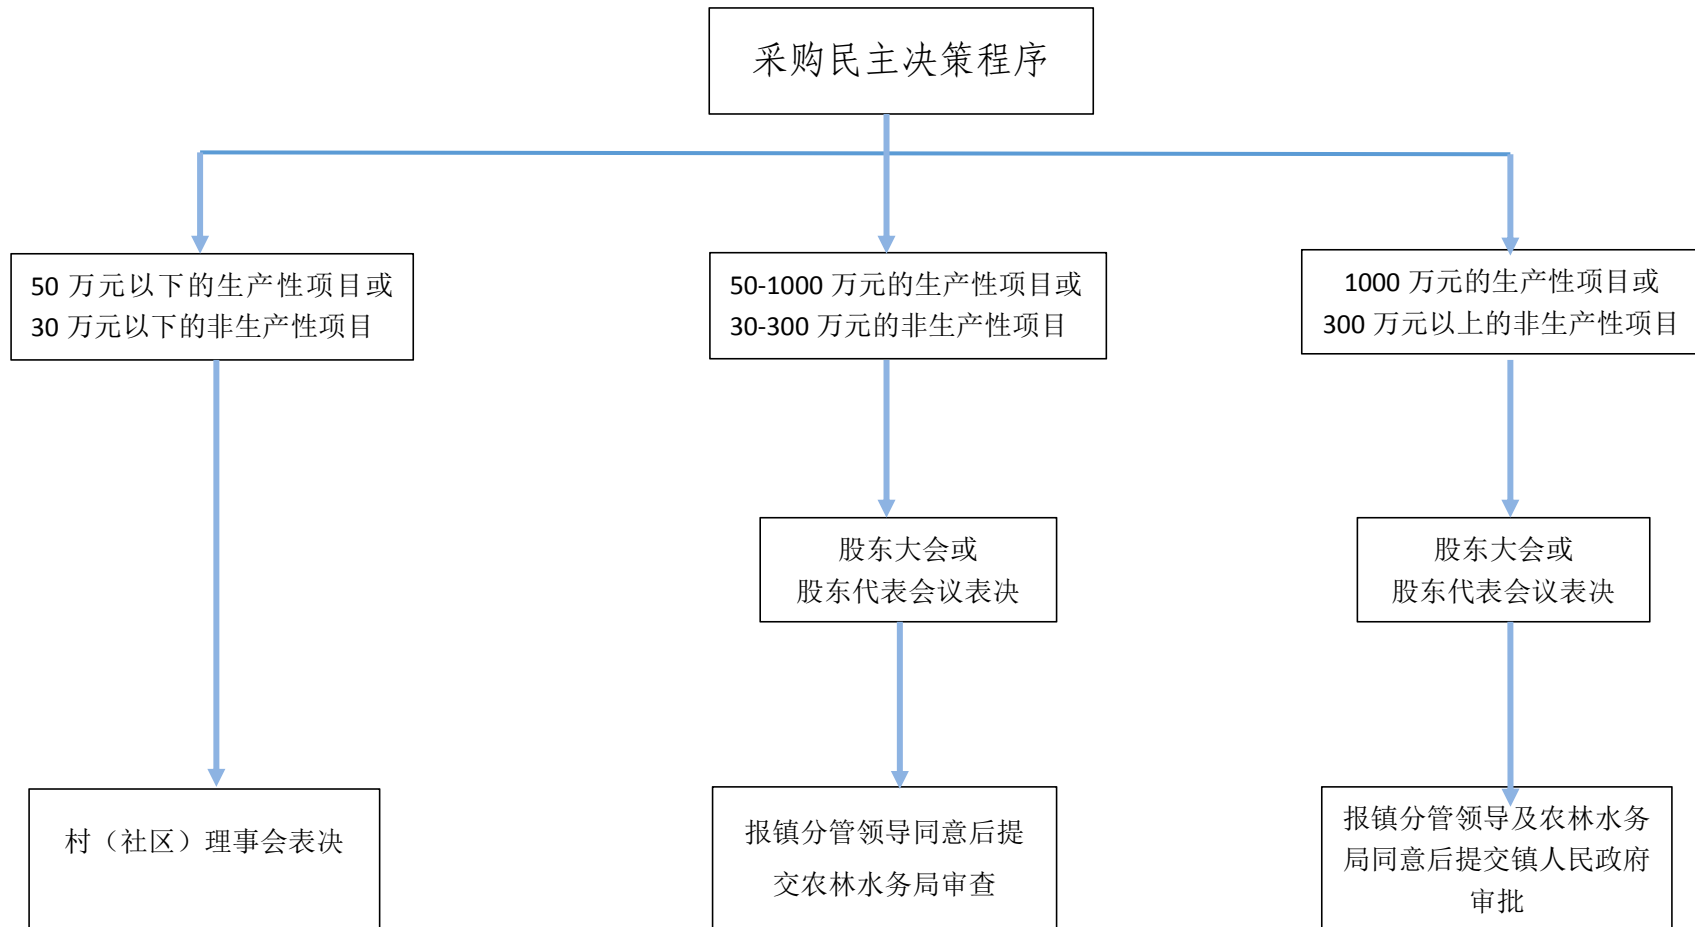 采购民主决策程序
50 万元以下的生产性项目或
30 万元以下的非生产性项目
50-1000 万元的生产性项目或
30-300 万元的非生产性项目
1000 万元的生产性项目或
300 万元以上的非生产性项目
股东大会或
股东代表会议表决
股东大会或
股东代表会议表决
村（社区）理事会表决
报镇分管领导同意后提
交农林水务局审查
报镇分管领导及农林水务
局同意后提交镇人民政府
审批